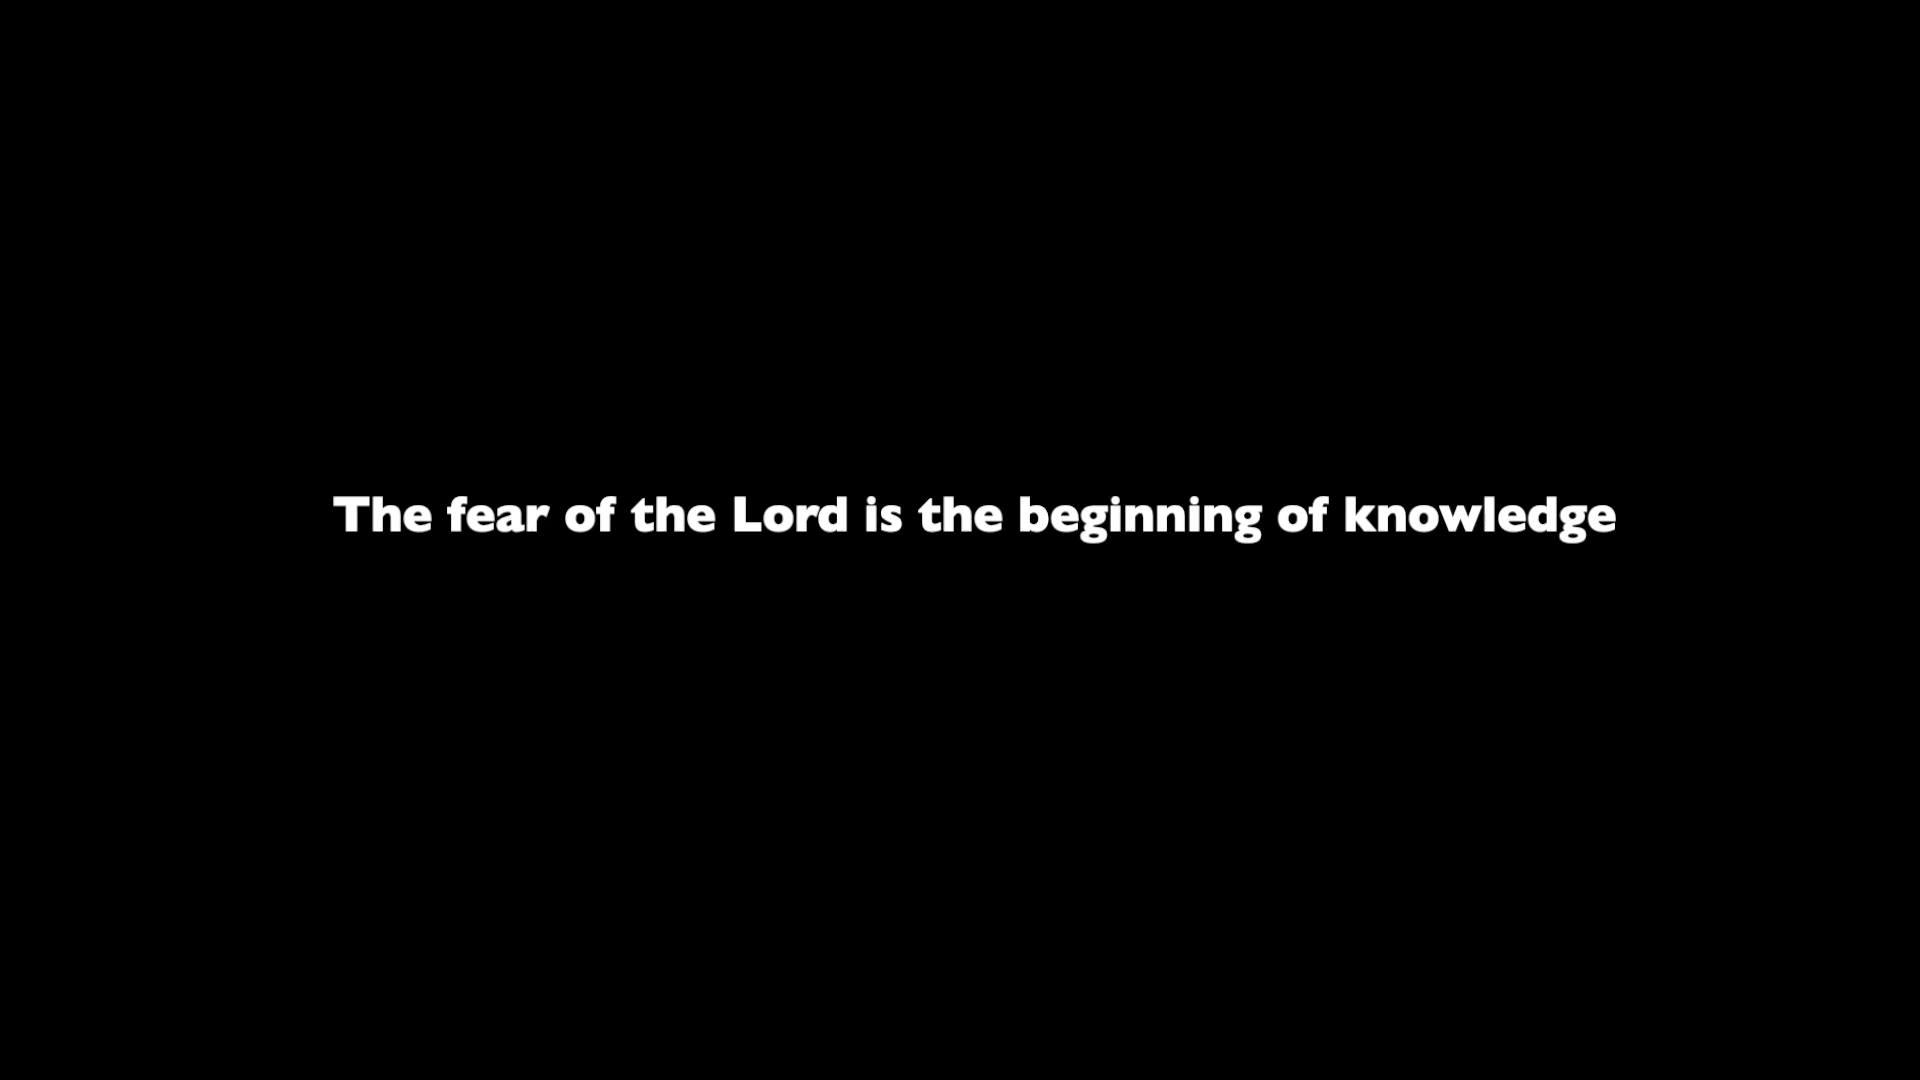 The fear of the Lord is the beginning of knowledge